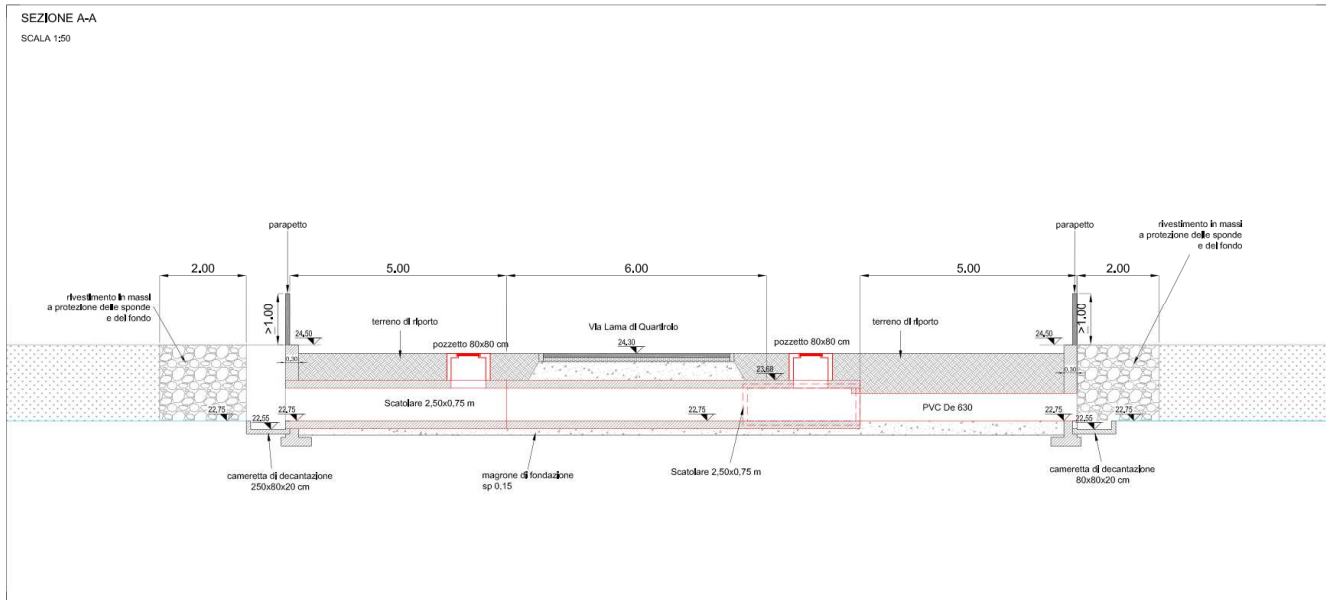 SEZIONE A-A
SCALA 1:50
parapetto
parapetto
rivestimento in massi
a protezione delle sponde
e del fondo
2.00
5.00
6.00
5.00
2.00
rivestimento in massi
a protezione delle sponde
e del fondo
>1.00
>1.00
24.50
pozzetto 80x80 cm
Via Lama di Quartirolo
24.30
pozzetto 80x80 cm
terreno di riporto
terreno di riporto
24.50
0.30
23.68
0.30
Scatolare 2,50x0,75 m
PVC De 630
22.75
22.55
22.75
22.75
22.75
22.55
22.75
cameretta di decantazione
250x80x20 cm
magrone di fondazione
sp 0,15
Scatolare 2,50x0,75 m
cameretta di decantazione
80x80x20 cm